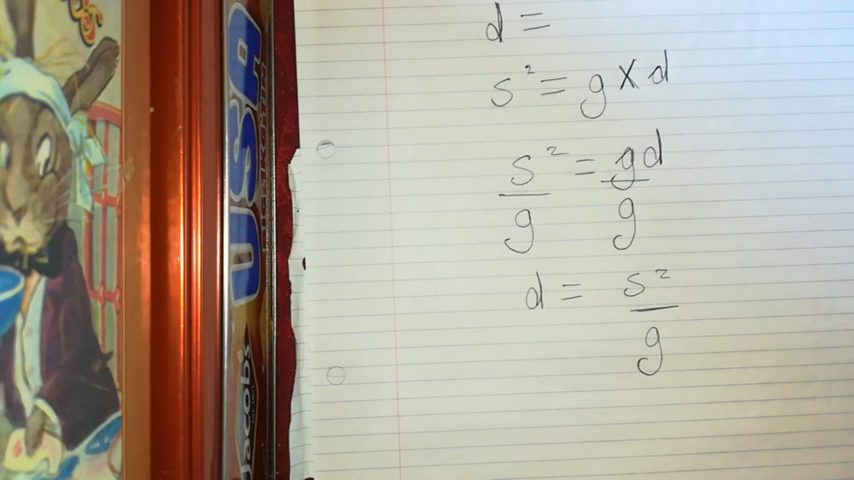 d =
s² = g × d
s²/g = gd/g
d = s²/g
USA
Jacob's